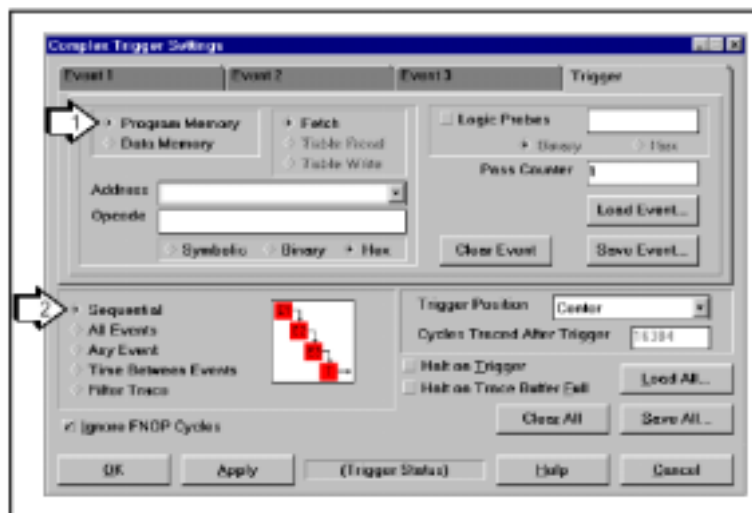 Complex Trigger Settings
Event 1
Event 2
Event 3
Trigger
1
Program Memory
Data Memory
Fetch
Table Read
Table Write
Logic Probes
Binary
Hex
Pass Counter
1
Address
Opcode
Load Event...
Symbolic
Binary
Hex
Clear Event
Save Event...
2
Sequential
All Events
Any Event
Time Between Events
Filter Trace
E1
E2
T
Trigger Position
Center
Cycles Traced After Trigger
16384
Halt on Trigger
Halt on Trace Buffer Full
Load All...
Ignore FNOP Cycles
Clear All
Save All...
OK
Apply
(Trigger Status)
Help
Cancel